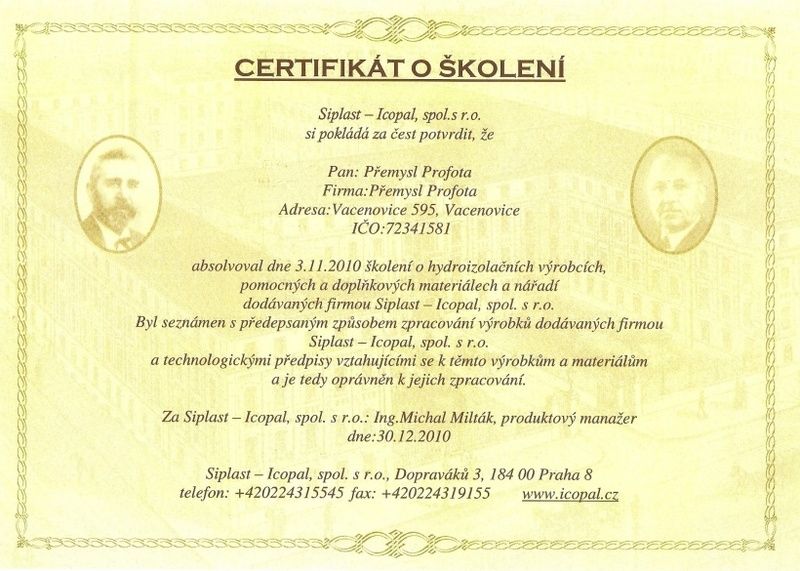 CERTIFIKÁT O ŠKOLENÍ
Siplast – Icopal, spol.s r.o.
si pokládá za čest potvrdit, že
Pan: Přemysl Profota
Firma:Přemysl Profota
Adresa:Vacenovice 595, Vacenovice
IČO:72341581
absolvoval dne 3.11.2010 školení o hydroizolačních výrobcích,
pomocných a doplňkových materiálech a nářadí
dodávaných firmou Siplast – Icopal, spol. s r.o.
Byl seznámen s předepsaným způsobem zpracování výrobků dodávaných firmou
Siplast – Icopal, spol. s r.o.
a technologickými předpisy vztahujícími se k těmto výrobkům a materiálům
a je tedy oprávněn k jejich zpracování.
Za Siplast – Icopal, spol. s r.o.: Ing.Michal Milták, produktový manažer
dne:30.12.2010
Siplast – Icopal, spol. s r.o., Dopraváků 3, 184 00 Praha 8
telefon: +420224315545 fax: +420224319155 www.icopal.cz